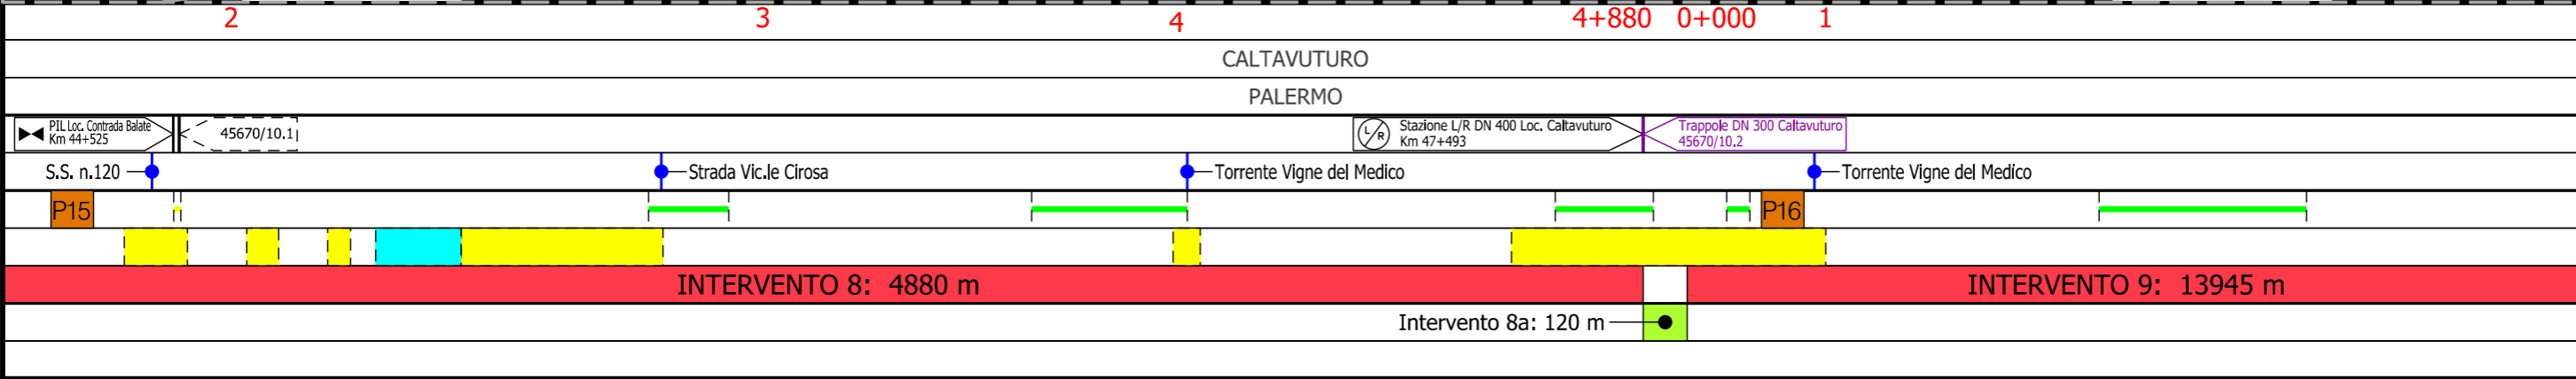 2 3 4 4+880 0+000 1
CALTAVUTURO
PALERMO
PIL Loc. Contrada Balate
Km 44+525
45670/10.1
L/R
Stazione L/R DN 400 Loc. Caltavuturo
Km 47+493
Trappole DN 300 Caltavuturo
45670/10.2
S.S. n.120
Strada Vic.le Cirosa
Torrente Vigne del Medico
Torrente Vigne del Medico
P15
P16
INTERVENTO 8: 4880 m
INTERVENTO 9: 13945 m
Intervento 8a: 120 m